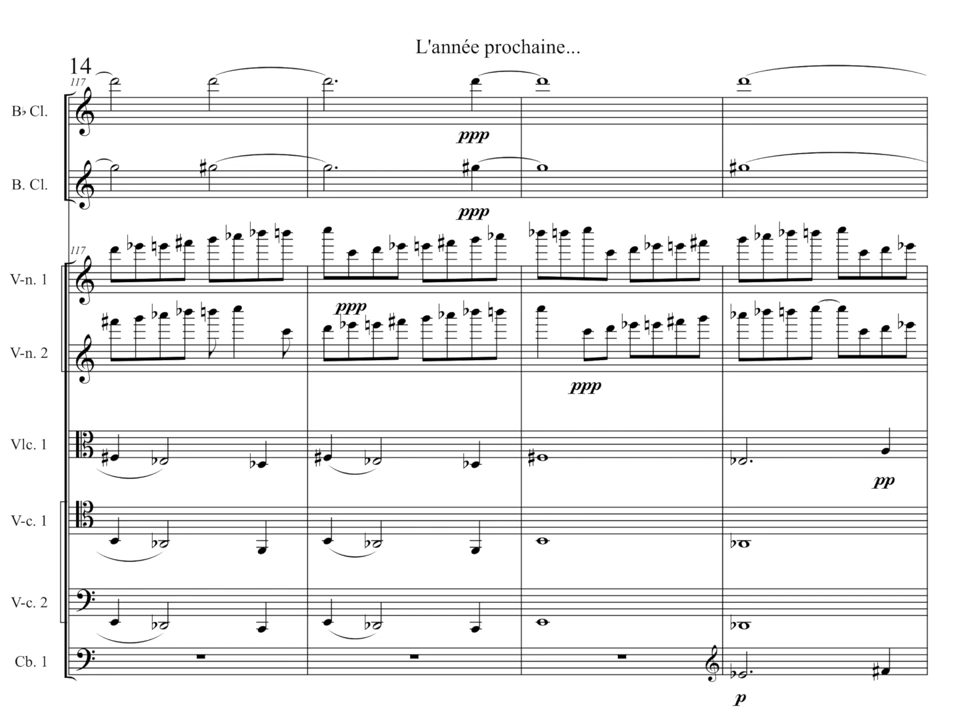 L'année prochaine...
14
117
B♭ Cl.
ppp
B. Cl.
ppp
117
V-n. 1
ppp
V-n. 2
ppp
Vlc. 1
pp
V-c. 1
V-c. 2
Cb. 1
p